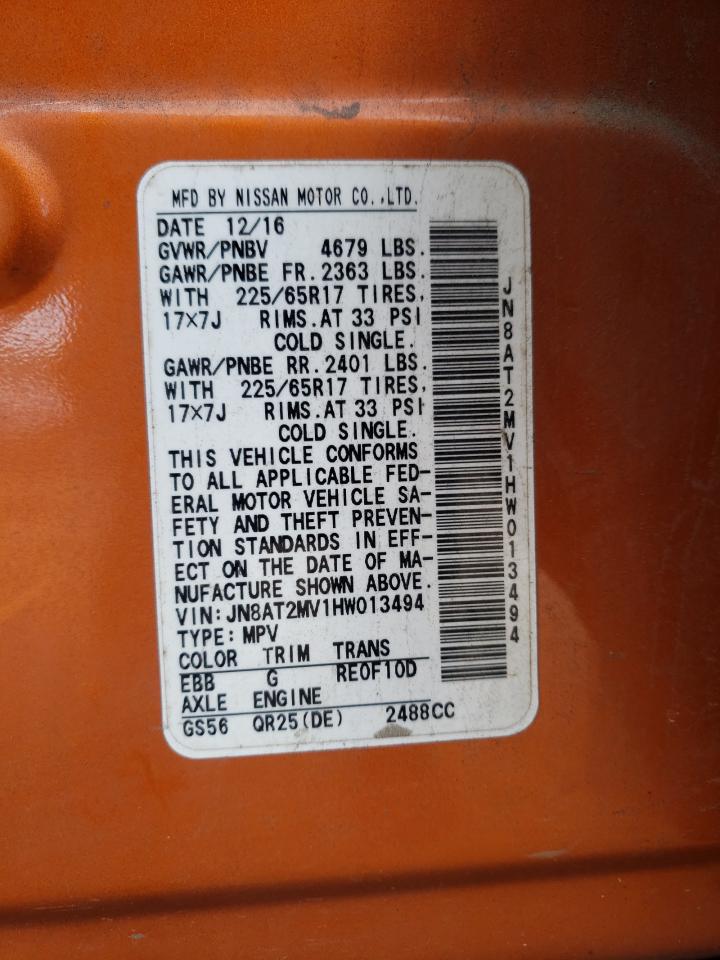 MFD BY NISSAN MOTOR CO.,LTD.
DATE 12/16
GVWR/PNBV 4679 LBS.
GAWR/PNBE FR.2363 LBS.
WITH 225/65R17 TIRES,
17×7J RIMS.AT 33 PSI
COLD SINGLE.
GAWR/PNBE RR.2401 LBS.
WITH 225/65R17 TIRES,
17×7J RIMS.AT 33 PSI
COLD SINGLE.
THIS VEHICLE CONFORMS
TO ALL APPLICABLE FED-
ERAL MOTOR VEHICLE SA-
FETY AND THEFT PREVEN-
TION STANDARDS IN EFF-
ECT ON THE DATE OF MA-
NUFACTURE SHOWN ABOVE.
VIN:JN8AT2MV1HW013494
TYPE:MPV
COLOR TRIM TRANS
EBB G RE0F10D
AXLE ENGINE
GS56 QR25(DE) 2488CC
JN8AT2MV1HW013494